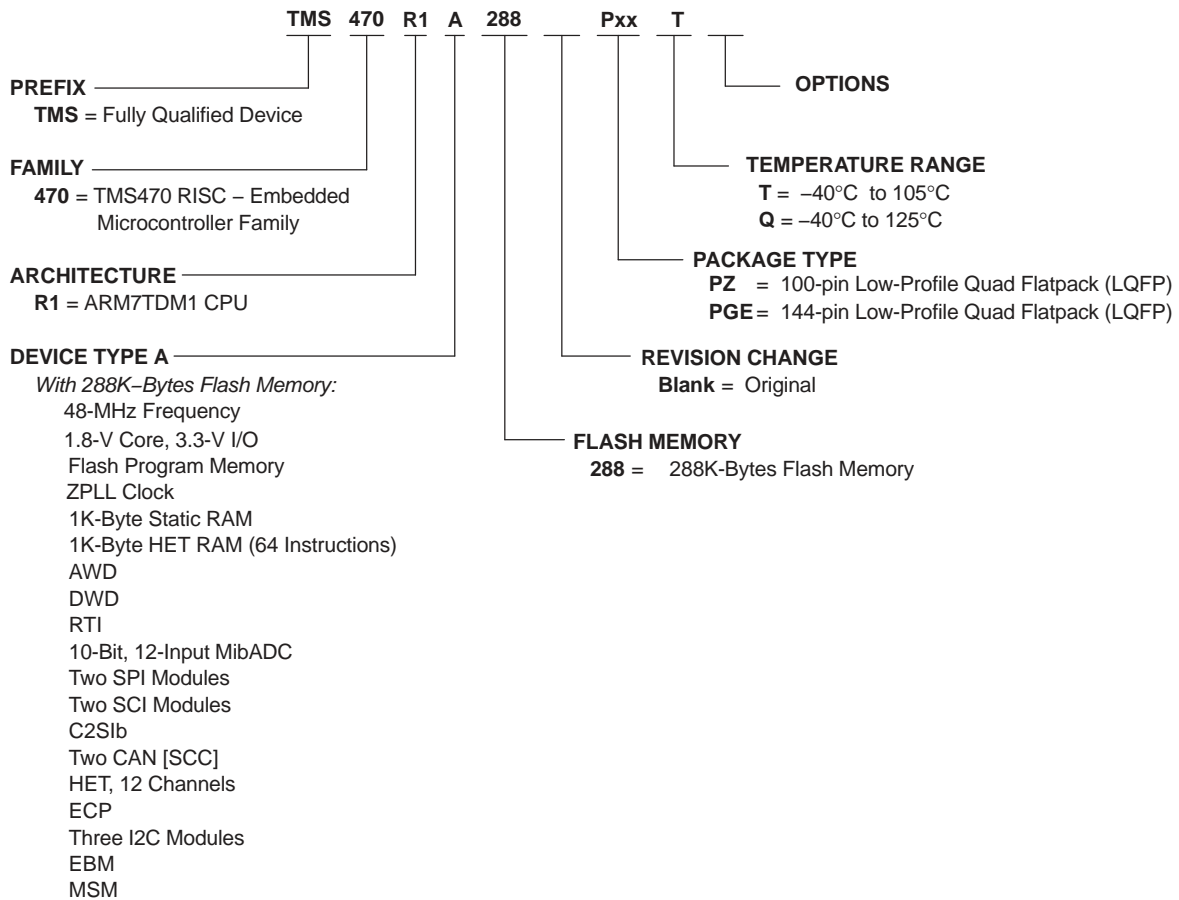 TMS 470 R1 A 288 Pxx T
PREFIX
TMS = Fully Qualified Device
FAMILY
470 = TMS470 RISC − Embedded
Microcontroller Family
ARCHITECTURE
R1 = ARM7TDM1 CPU
DEVICE TYPE A
With 288K−Bytes Flash Memory:
48-MHz Frequency
1.8-V Core, 3.3-V I/O
Flash Program Memory
ZPLL Clock
1K-Byte Static RAM
1K-Byte HET RAM (64 Instructions)
AWD
DWD
RTI
10-Bit, 12-Input MibADC
Two SPI Modules
Two SCI Modules
C2SIb
Two CAN [SCC]
HET, 12 Channels
ECP
Three I2C Modules
EBM
MSM
OPTIONS
TEMPERATURE RANGE
T = −40°C to 105°C
Q = −40°C to 125°C
PACKAGE TYPE
PZ = 100-pin Low-Profile Quad Flatpack (LQFP)
PGE = 144-pin Low-Profile Quad Flatpack (LQFP)
REVISION CHANGE
Blank = Original
FLASH MEMORY
288 = 288K-Bytes Flash Memory